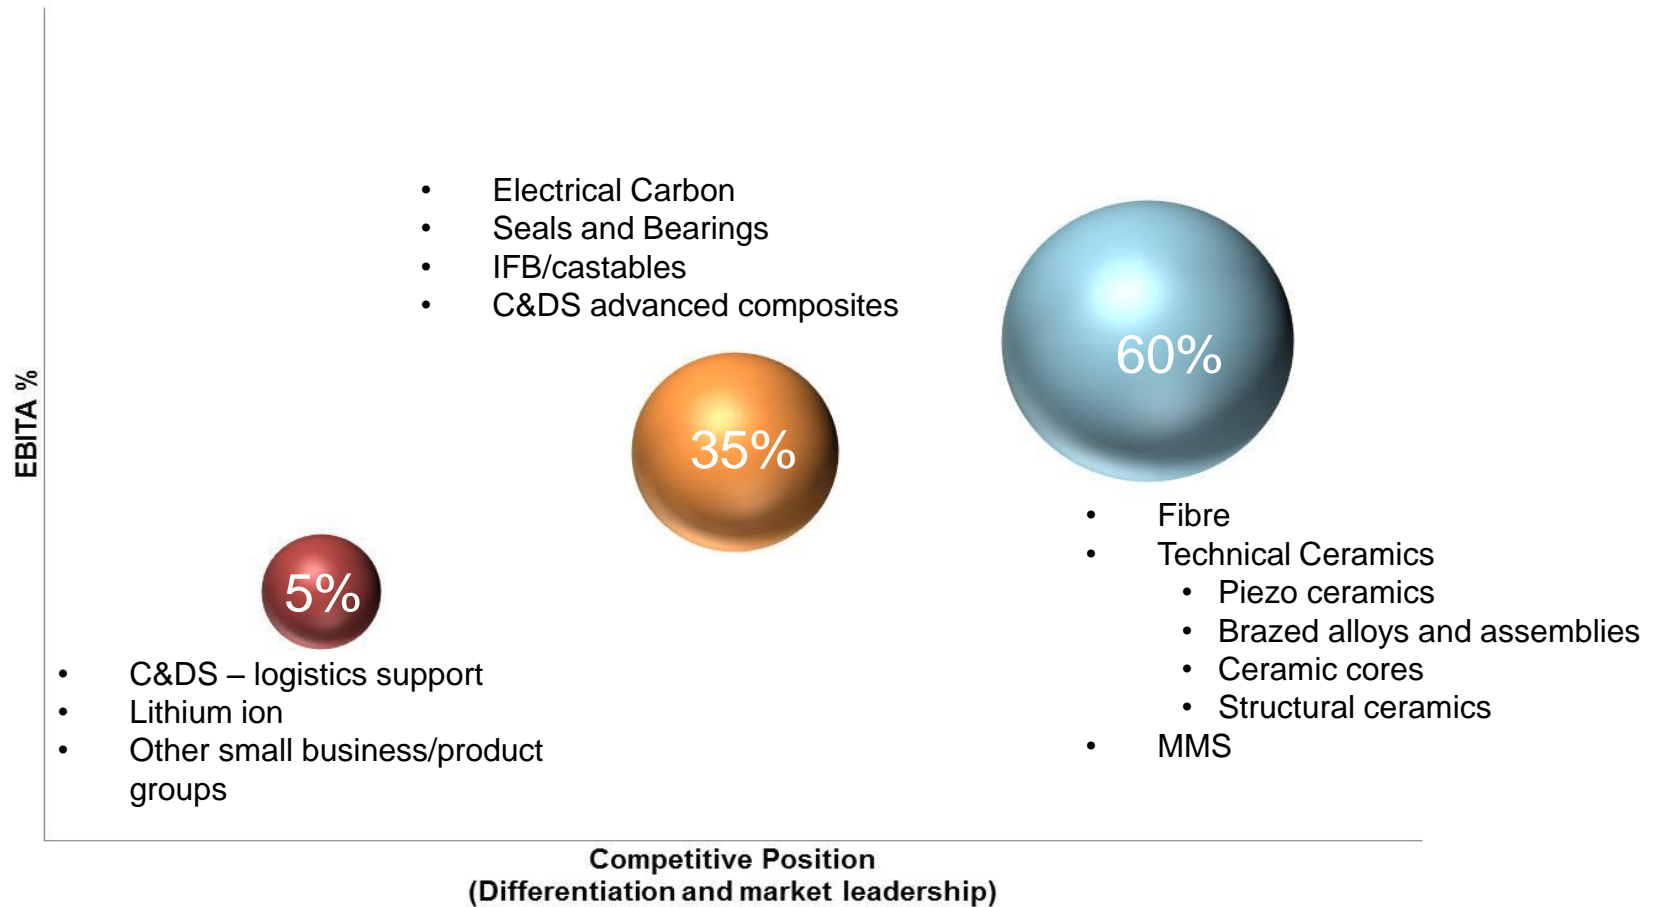 • Electrical Carbon
• Seals and Bearings
• IFB/castables
• C&DS advanced composites
60%
EBITA %
35%
5%
• Fibre
• Technical Ceramics
• Piezo ceramics
• Brazed alloys and assemblies
• Ceramic cores
• Structural ceramics
• MMS
• C&DS – logistics support
• Lithium ion
• Other small business/product
groups
Competitive Position
(Differentiation and market leadership)